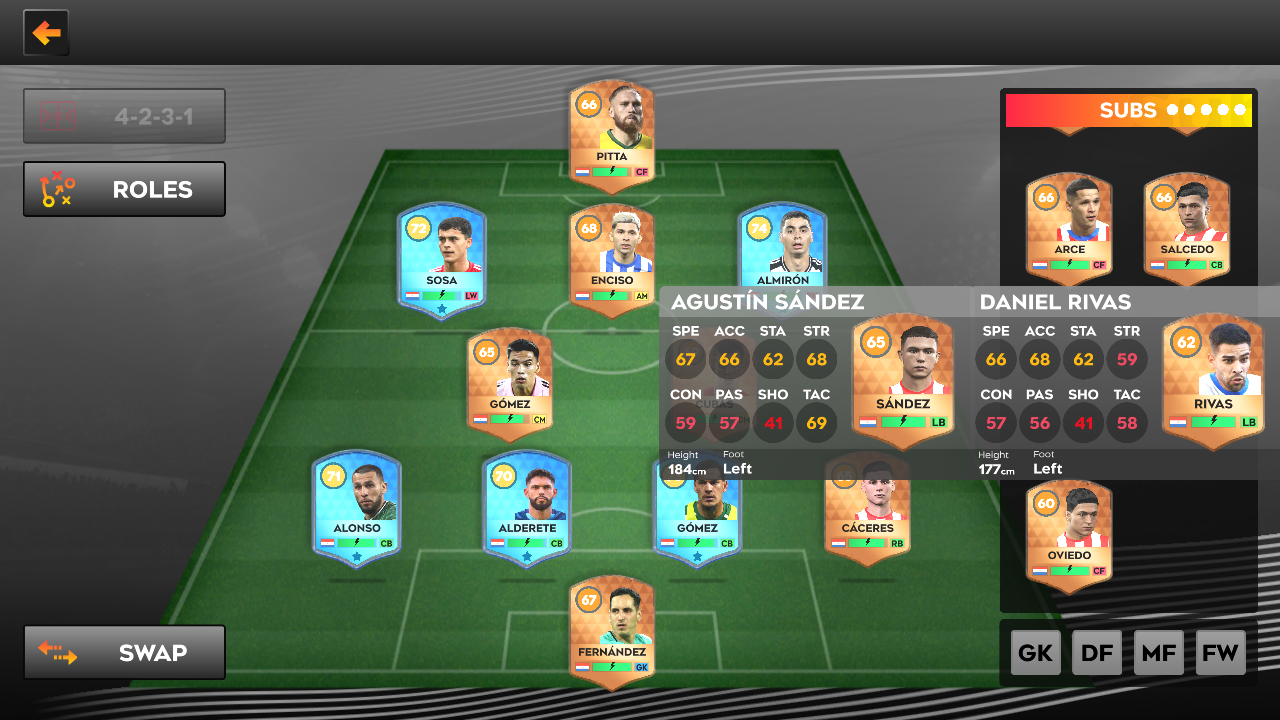 4-2-3-1
ROLES
SWAP
66
PITTA
CF
72
SOSA
LW
68
ENCISO
AM
74
ALMIRÓN
65
GÓMEZ
CM
CUBAS
71
ALONSO
CB
70
ALDERETE
CB
GÓMEZ
CB
CÁCERES
RB
67
FERNÁNDEZ
GK
SUBS
66
ARCE
CF
66
SALCEDO
CB
AGUSTÍN SÁNDEZ
SPE ACC STA STR
67 66 62 68
CON PAS SHO TAC
59 57 41 69
Height Foot
184cm Left
65
SÁNDEZ
LB
DANIEL RIVAS
SPE ACC STA STR
66 68 62 59
CON PAS SHO TAC
57 56 41 58
Height Foot
177cm Left
62
RIVAS
LB
60
OVIEDO
CF
GK DF MF FW